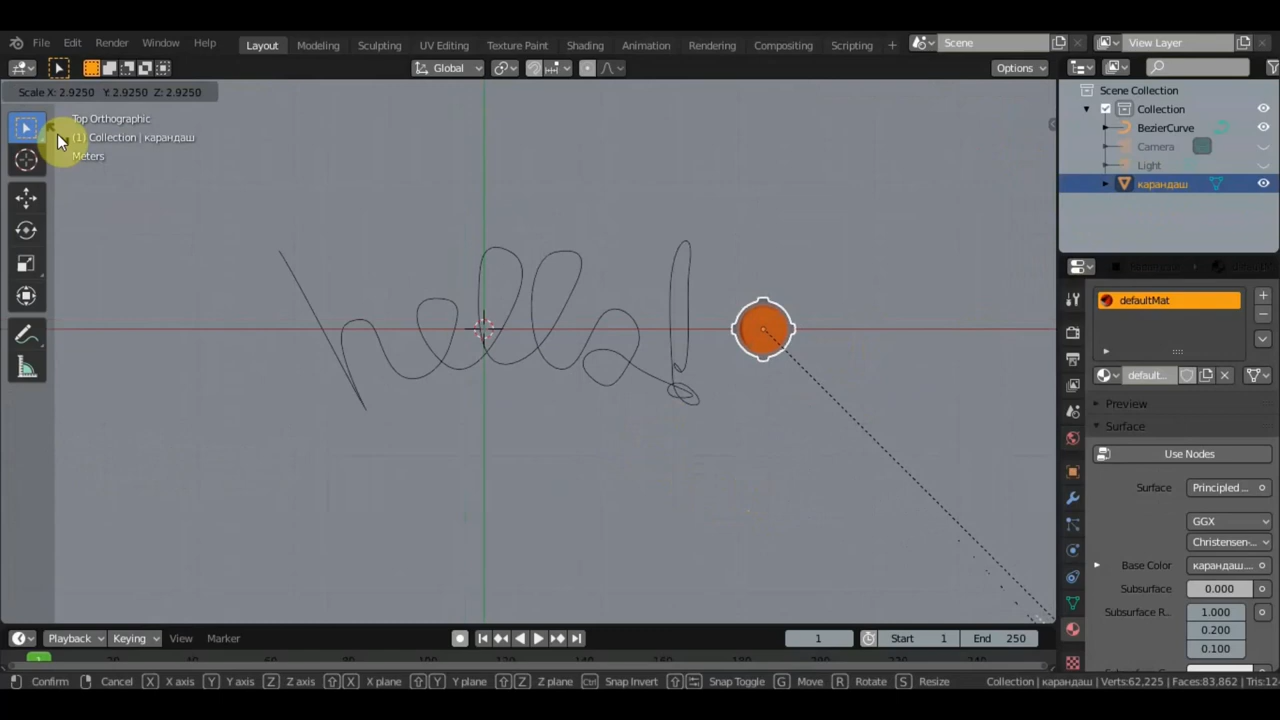 File Edit Render Window Help Layout Modeling Sculpting UV Editing Texture Paint Shading Animation Rendering Compositing Scripting + Scene View Layer
Global Options
Scale X: 2.9250 Y: 2.9250 Z: 2.9250
Scene Collection
Top Orthographic
Collection
(1) Collection | карандаш
BezierCurve
Meters
Camera
Light
карандаш
hello!
defaultMat
default...
Preview
Surface
Use Nodes
Surface Principled ...
GGX
Christensen-...
Base Color карандаш....
Subsurface 0.000
Subsurface R... 1.000
0.200
0.100
Playback Keying View Marker 1 Start 1 End 250
Confirm Cancel X X axis Y Y axis Z Z axis X X plane Y Y plane Z Z plane Ctrl Snap Invert Snap Toggle G Move R Rotate S Resize Collection | карандаш | Verts:62,225 | Faces:83,862 | Tris:12